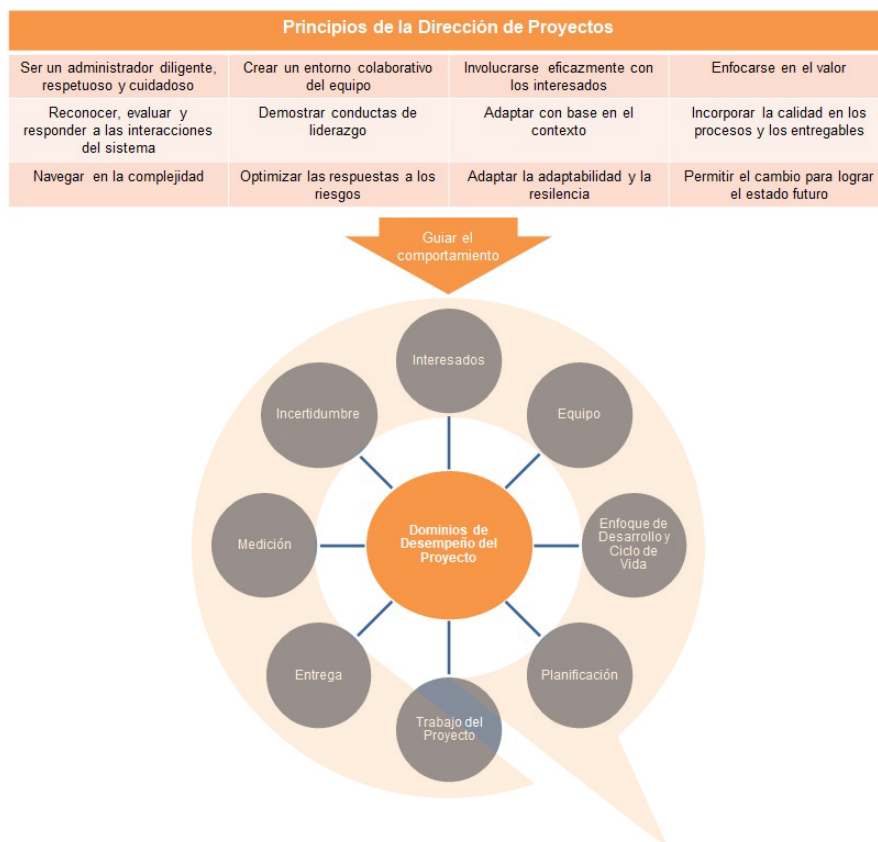 Principios de la Dirección de Proyectos
Ser un administrador diligente,
respetuoso y cuidadoso
Crear un entorno colaborativo
del equipo
Involucrarse eficazmente con
los interesados
Enfocarse en el valor
Reconocer, evaluar y
responder a las interacciones
del sistema
Demostrar conductas de
liderazgo
Adaptar con base en el
contexto
Incorporar la calidad en los
procesos y los entregables
Navegar en la complejidad
Optimizar las respuestas a los
riesgos
Adaptar la adaptabilidad y la
resilencia
Permitir el cambio para lograr
el estado futuro
Guiar el
comportamiento
Interesados
Incertidumbre
Equipo
Medición
Dominios de
Desempeño del
Proyecto
Enfoque de
Desarrollo y
Ciclo de
Vida
Entrega
Planificación
Trabajo del
Proyecto